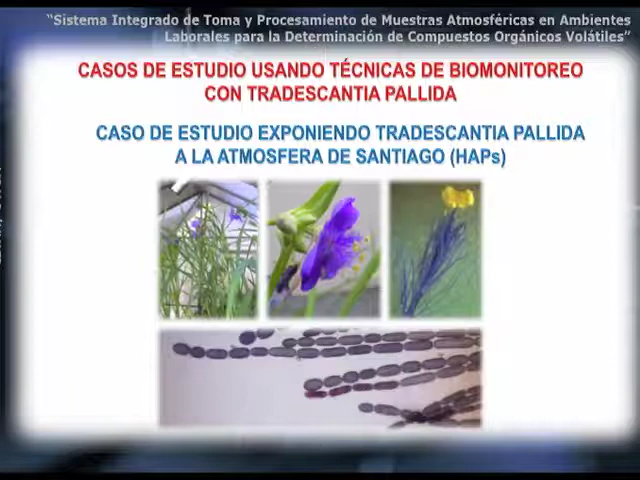 “Sistema Integrado de Toma y Procesamiento de Muestras Atmosféricas en Ambientes
Laborales para la Determinación de Compuestos Orgánicos Volátiles”
CASOS DE ESTUDIO USANDO TÉCNICAS DE BIOMONITOREO
CON TRADESCANTIA PALLIDA
CASO DE ESTUDIO EXPONIENDO TRADESCANTIA PALLIDA
A LA ATMOSFERA DE SANTIAGO (HAPs)